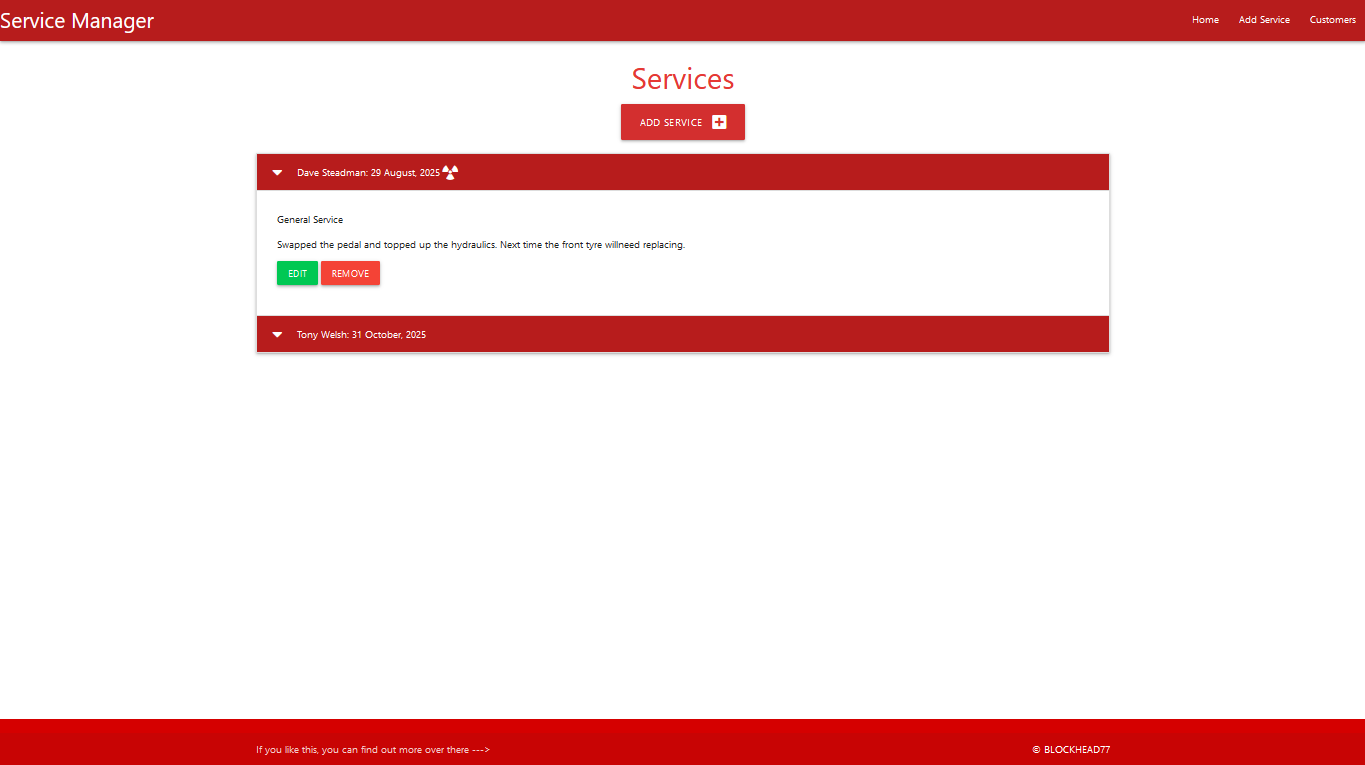 Service Manager
Home Add Service Customers
Services
ADD SERVICE
Dave Steadman: 29 August, 2025
General Service
Swapped the pedal and topped up the hydraulics. Next time the front tyre willneed replacing.
EDIT REMOVE
Tony Welsh: 31 October, 2025
If you like this, you can find out more over there --->
© BLOCKHEAD77